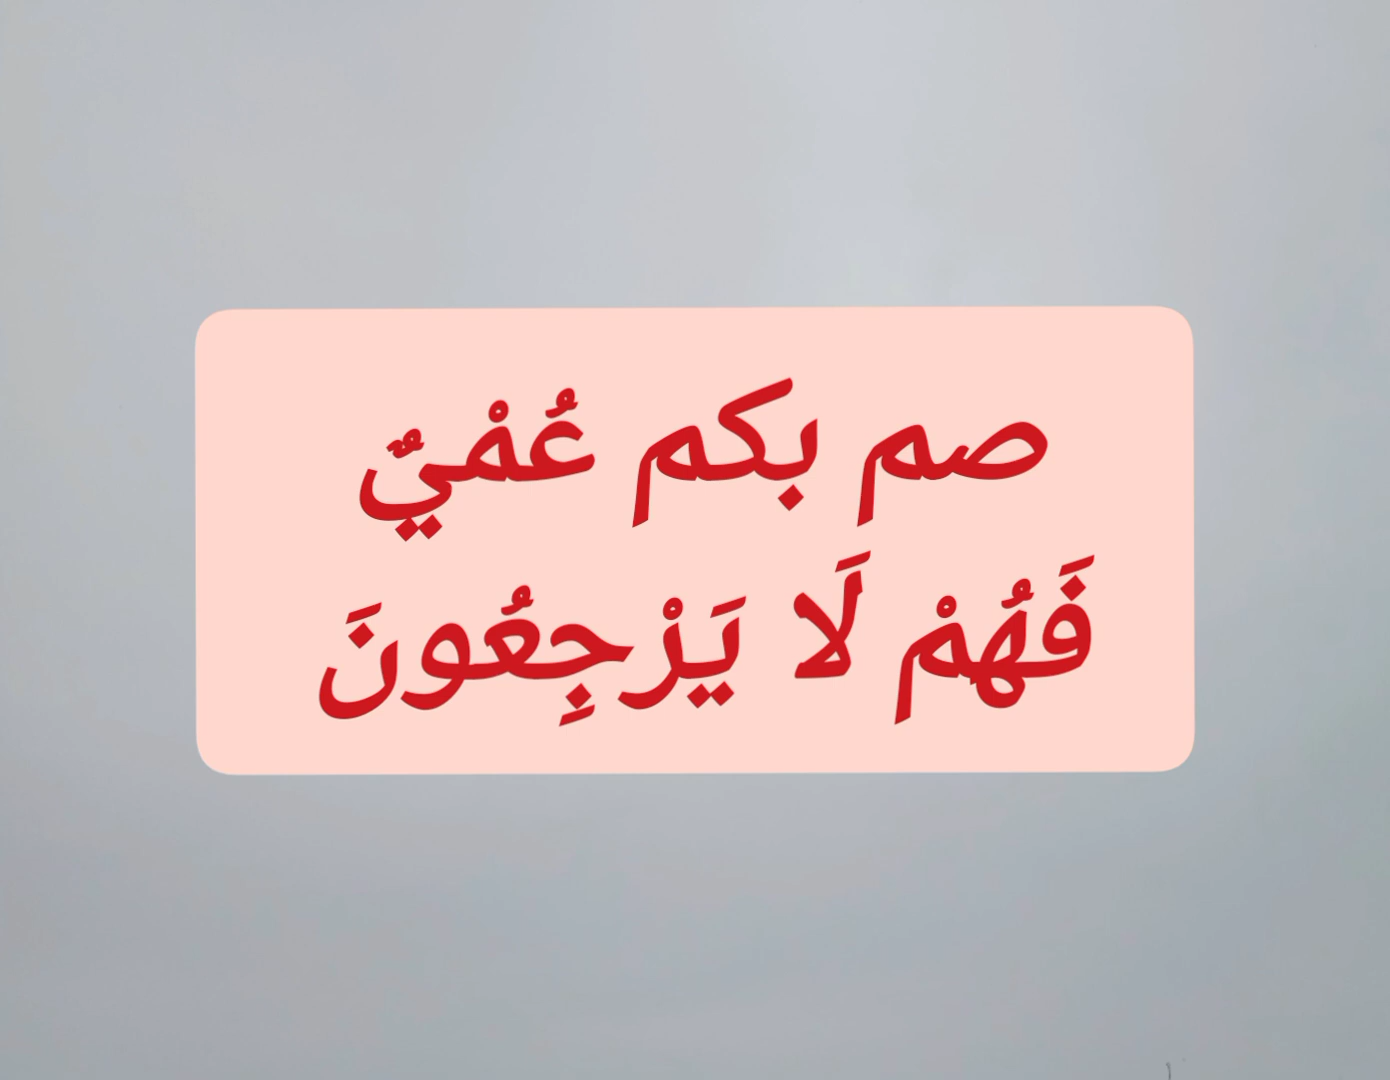 صم بكم عُمْيٌ
فَهُمْ لَا يَرْجِعُونَ